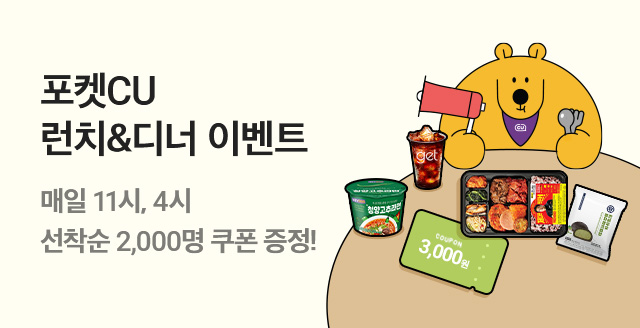 포켓CU
런치&디너 이벤트
매일 11시, 4시
선착순 2,000명 쿠폰 증정!
CU
get
청양고추라면
COUPON
3,000원